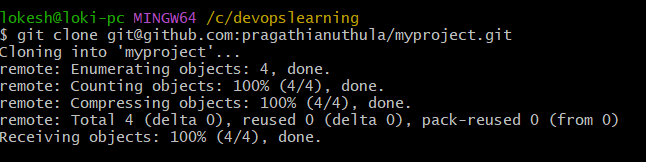 lokesh@loki-pc MINGW64 /c/devopslearning
$ git clone git@github.com:pragathianuthula/myproject.git
Cloning into 'myproject'...
remote: Enumerating objects: 4, done.
remote: Counting objects: 100% (4/4), done.
remote: Compressing objects: 100% (4/4), done.
remote: Total 4 (delta 0), reused 0 (delta 0), pack-reused 0 (from 0)
Receiving objects: 100% (4/4), done.